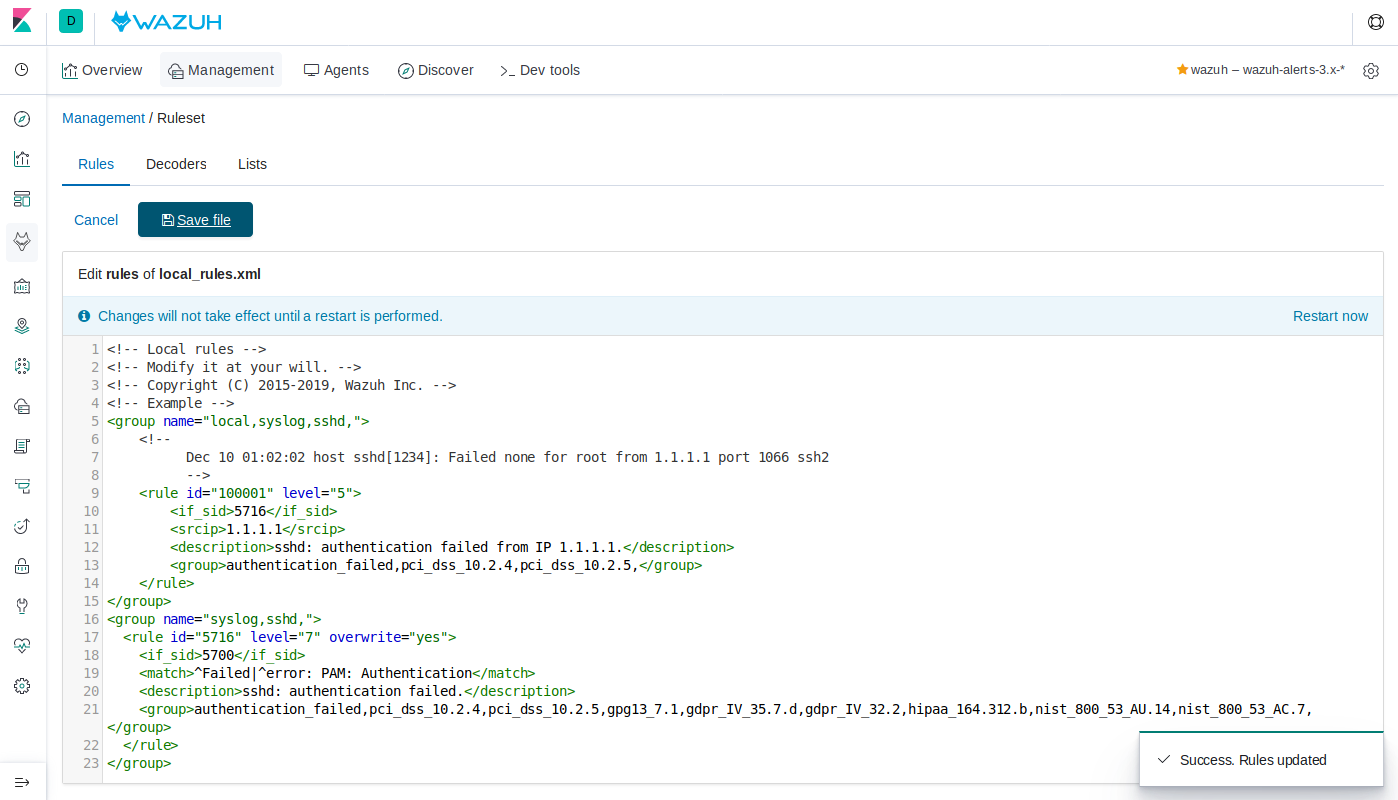 D
WAZUH
Overview
Management
Agents
Discover
Dev tools
wazuh – wazuh-alerts-3.x-*
Management / Ruleset
Rules
Decoders
Lists
Cancel
Save file
Edit rules of local_rules.xml
Changes will not take effect until a restart is performed.
Restart now
1 <!-- Local rules -->
2 <!-- Modify it at your will. -->
3 <!-- Copyright (C) 2015-2019, Wazuh Inc. -->
4 <!-- Example -->
5 <group name="local,syslog,sshd,">
6     <!--
7           Dec 10 01:02:02 host sshd[1234]: Failed none for root from 1.1.1.1 port 1066 ssh2
8           -->
9     <rule id="100001" level="5">
10         <if_sid>5716</if_sid>
11         <srcip>1.1.1.1</srcip>
12         <description>sshd: authentication failed from IP 1.1.1.1.</description>
13         <group>authentication_failed,pci_dss_10.2.4,pci_dss_10.2.5,</group>
14     </rule>
15 </group>
16 <group name="syslog,sshd,">
17   <rule id="5716" level="7" overwrite="yes">
18     <if_sid>5700</if_sid>
19     <match>^Failed|^error: PAM: Authentication</match>
20     <description>sshd: authentication failed.</description>
21     <group>authentication_failed,pci_dss_10.2.4,pci_dss_10.2.5,gpg13_7.1,gdpr_IV_35.7.d,gdpr_IV_32.2,hipaa_164.312.b,nist_800_53_AU.14,nist_800_53_AC.7,
</group>
22   </rule>
23 </group>
Success. Rules updated